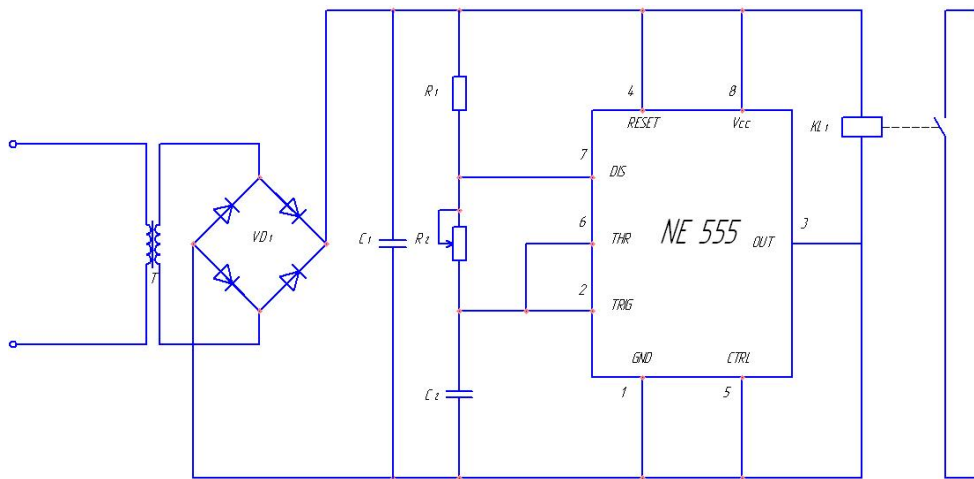 R1
4
8
RESET
Vcc
KL1
7
DIS
R2
6
THR
NE 555
3
OUT
VD1
C1
T
2
TRIG
GND
CTRL
1
5
C2